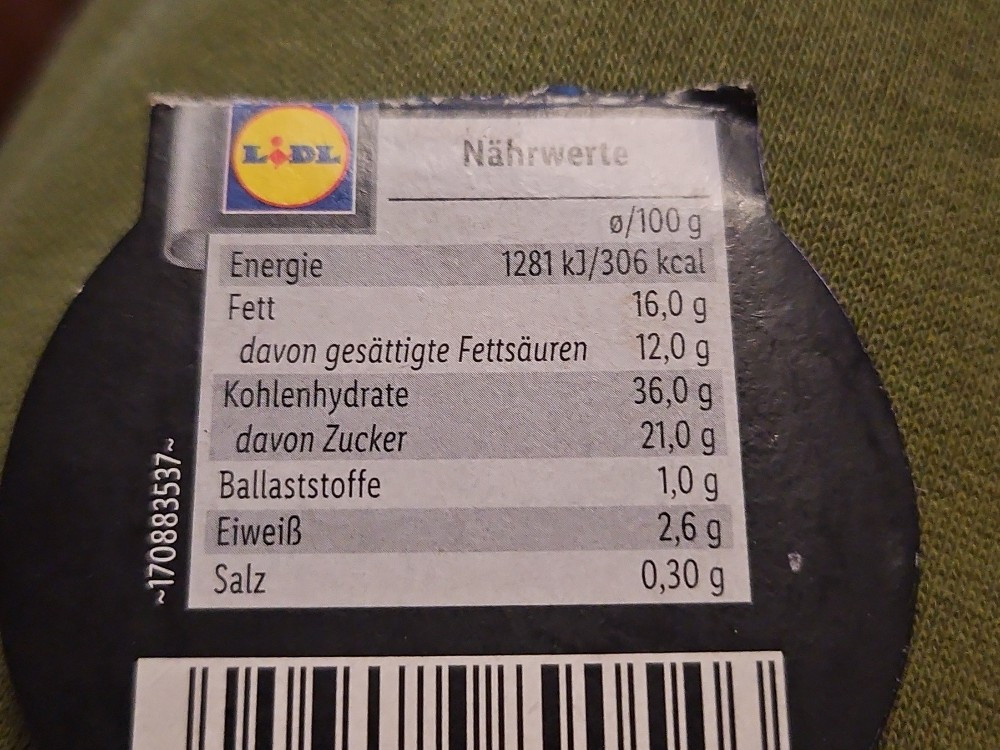 LIDL
Nährwerte
ø/100 g
Energie 1281 kJ/306 kcal
Fett 16,0 g
davon gesättigte Fettsäuren 12,0 g
Kohlenhydrate 36,0 g
davon Zucker 21,0 g
Ballaststoffe 1,0 g
Eiweiß 2,6 g
Salz 0,30 g
~170883537~